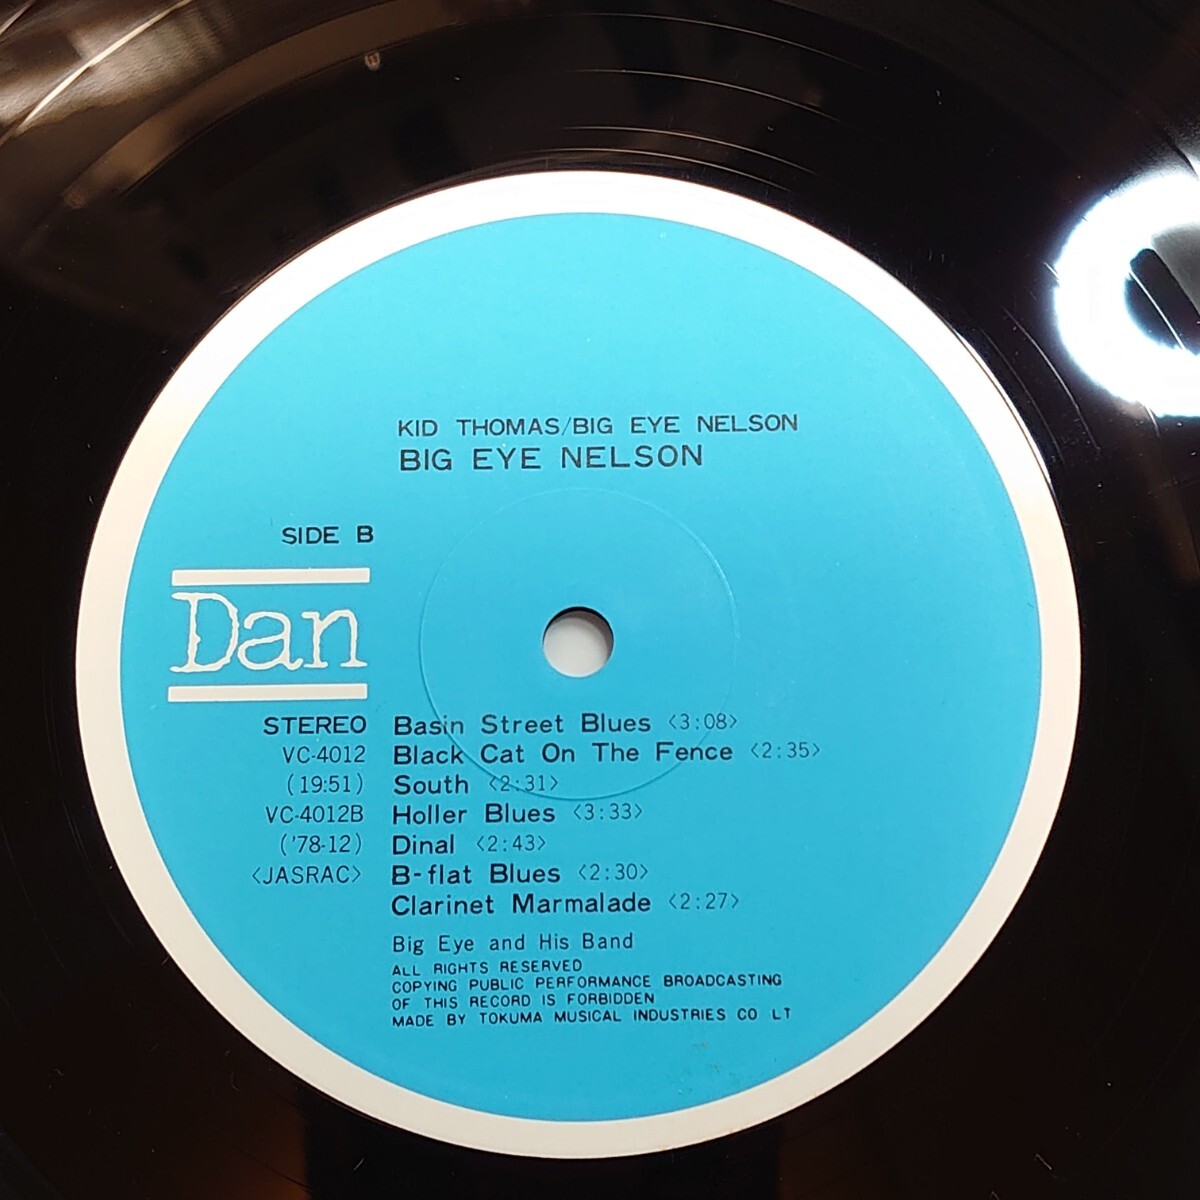 KID THOMAS/BIG EYE NELSON
BIG EYE NELSON
SIDE B
Dan
STEREO
VC-4012
(19:51)
VC-4012B
('78-12)
<JASRAC>
Basin Street Blues <3:08>
Black Cat On The Fence <2:35>
South <2:31>
Holler Blues <3:33>
Dinal <2:43>
B-flat Blues <2:30>
Clarinet Marmalade <2:27>
Big Eye and His Band
ALL RIGHTS RESERVED
COPYING PUBLIC PERFORMANCE BROADCASTING
OF THIS RECORD IS FORBIDDEN
MADE BY TOKUMA MUSICAL INDUSTRIES CO LT